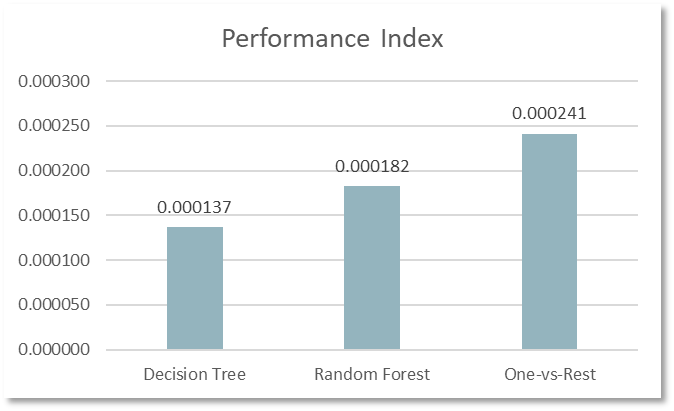 Performance Index
0.000300
0.000250
0.000200
0.000150
0.000100
0.000050
0.000000
0.000137
0.000182
0.000241
Decision Tree
Random Forest
One-vs-Rest